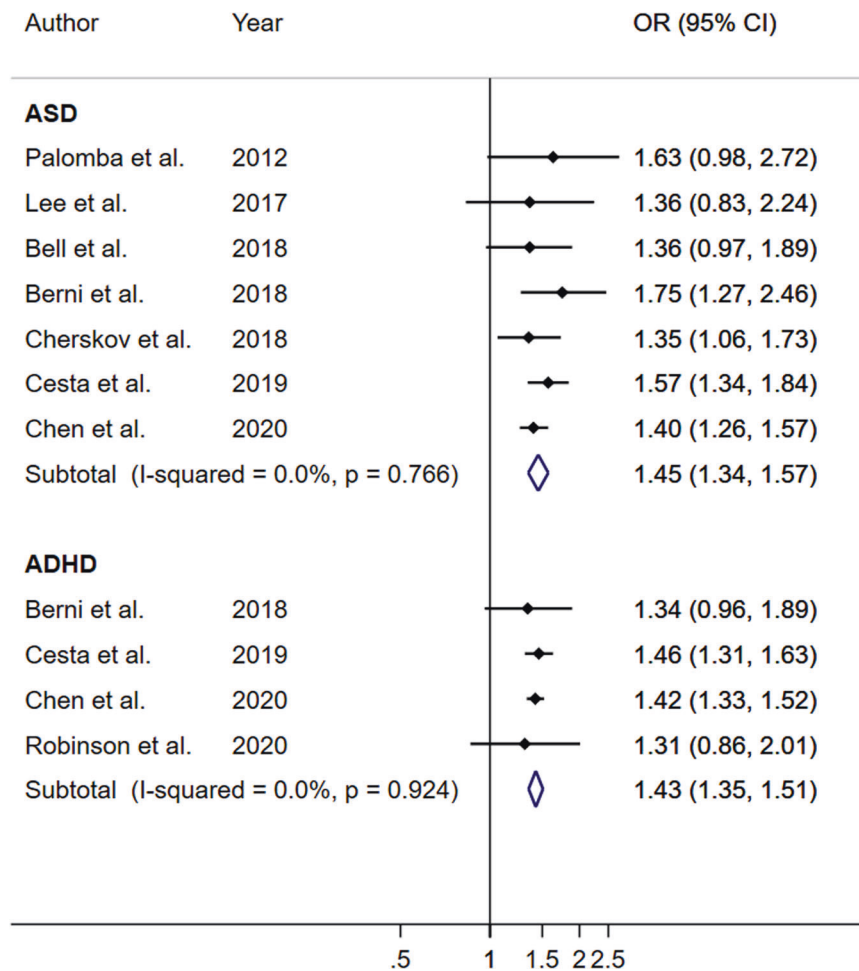 Author Year OR (95% CI)
ASD
Palomba et al. 2012 1.63 (0.98, 2.72)
Lee et al. 2017 1.36 (0.83, 2.24)
Bell et al. 2018 1.36 (0.97, 1.89)
Berni et al. 2018 1.75 (1.27, 2.46)
Cherskov et al. 2018 1.35 (1.06, 1.73)
Cesta et al. 2019 1.57 (1.34, 1.84)
Chen et al. 2020 1.40 (1.26, 1.57)
Subtotal (I-squared = 0.0%, p = 0.766) 1.45 (1.34, 1.57)
ADHD
Berni et al. 2018 1.34 (0.96, 1.89)
Cesta et al. 2019 1.46 (1.31, 1.63)
Chen et al. 2020 1.42 (1.33, 1.52)
Robinson et al. 2020 1.31 (0.86, 2.01)
Subtotal (I-squared = 0.0%, p = 0.924) 1.43 (1.35, 1.51)
.5 1 1.5 2 2.5